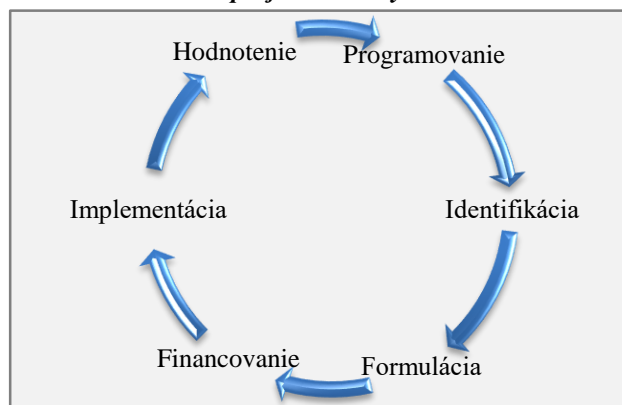 Hodnotenie
Programovanie
Identifikácia
Formulácia
Financovanie
Implementácia